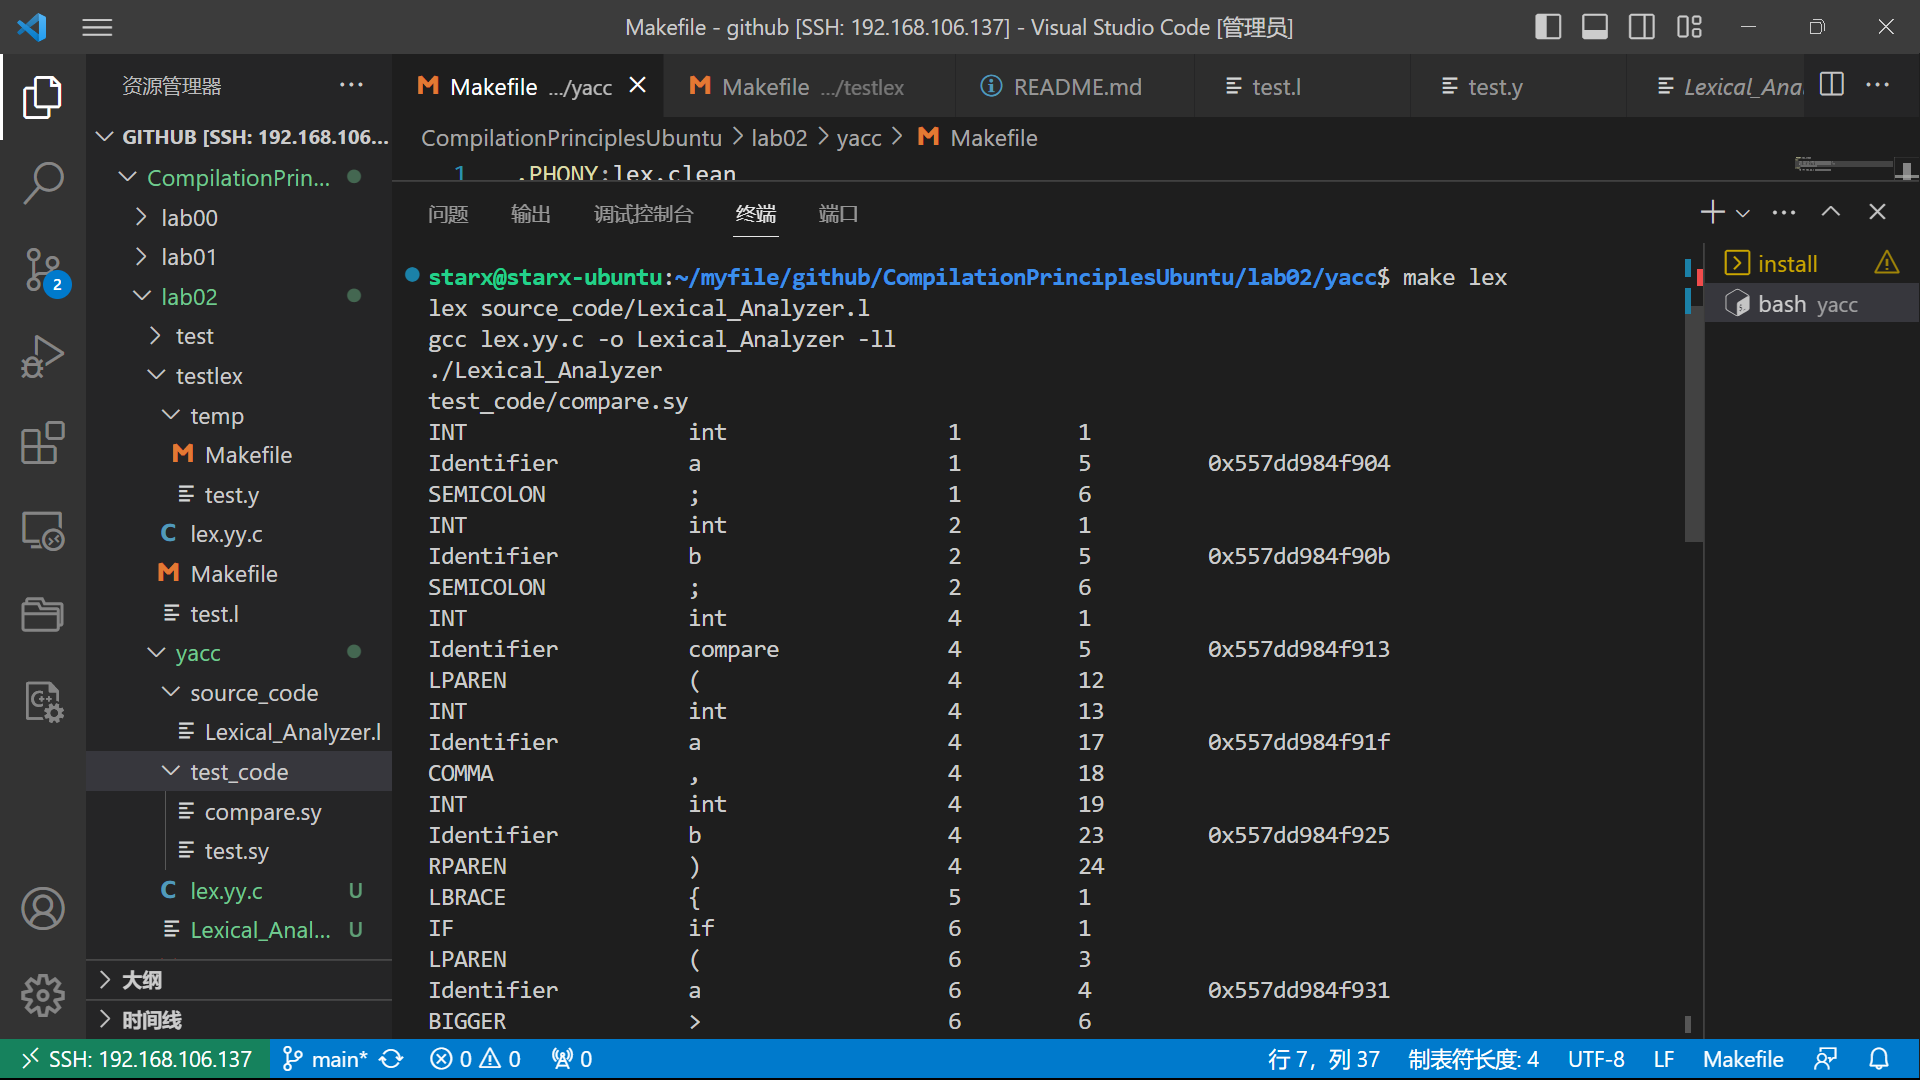 Makefile - github [SSH: 192.168.106.137] - Visual Studio Code [管理员]
资源管理器
Makefile .../yacc
Makefile .../testlex
README.md
test.l
test.y
Lexical_Ana
GITHUB [SSH: 192.168.106...
CompilationPrinciplesUbuntu > lab02 > yacc > Makefile
1 .PHONY:lex.clean
CompilationPrin...
lab00
lab01
lab02
test
testlex
temp
Makefile
test.y
lex.yy.c
Makefile
test.l
yacc
source_code
Lexical_Analyzer.l
test_code
compare.sy
test.sy
lex.yy.c U
Lexical_Anal... U
大纲
时间线
2
问题 输出 调试控制台 终端 端口
starx@starx-ubuntu:~/myfile/github/CompilationPrinciplesUbuntu/lab02/yacc$ make lex
lex source_code/Lexical_Analyzer.l
gcc lex.yy.c -o Lexical_Analyzer -ll
./Lexical_Analyzer
test_code/compare.sy
INT int 1 1
Identifier a 1 5 0x557dd984f904
SEMICOLON ; 1 6
INT int 2 1
Identifier b 2 5 0x557dd984f90b
SEMICOLON ; 2 6
INT int 4 1
Identifier compare 4 5 0x557dd984f913
LPAREN ( 4 12
INT int 4 13
Identifier a 4 17 0x557dd984f91f
COMMA , 4 18
INT int 4 19
Identifier b 4 23 0x557dd984f925
RPAREN ) 4 24
LBRACE { 5 1
IF if 6 1
LPAREN ( 6 3
Identifier a 6 4 0x557dd984f931
BIGGER > 6 6
install
bash yacc
SSH: 192.168.106.137 main* 0 0 0 行 7，列 37 制表符长度: 4 UTF-8 LF Makefile